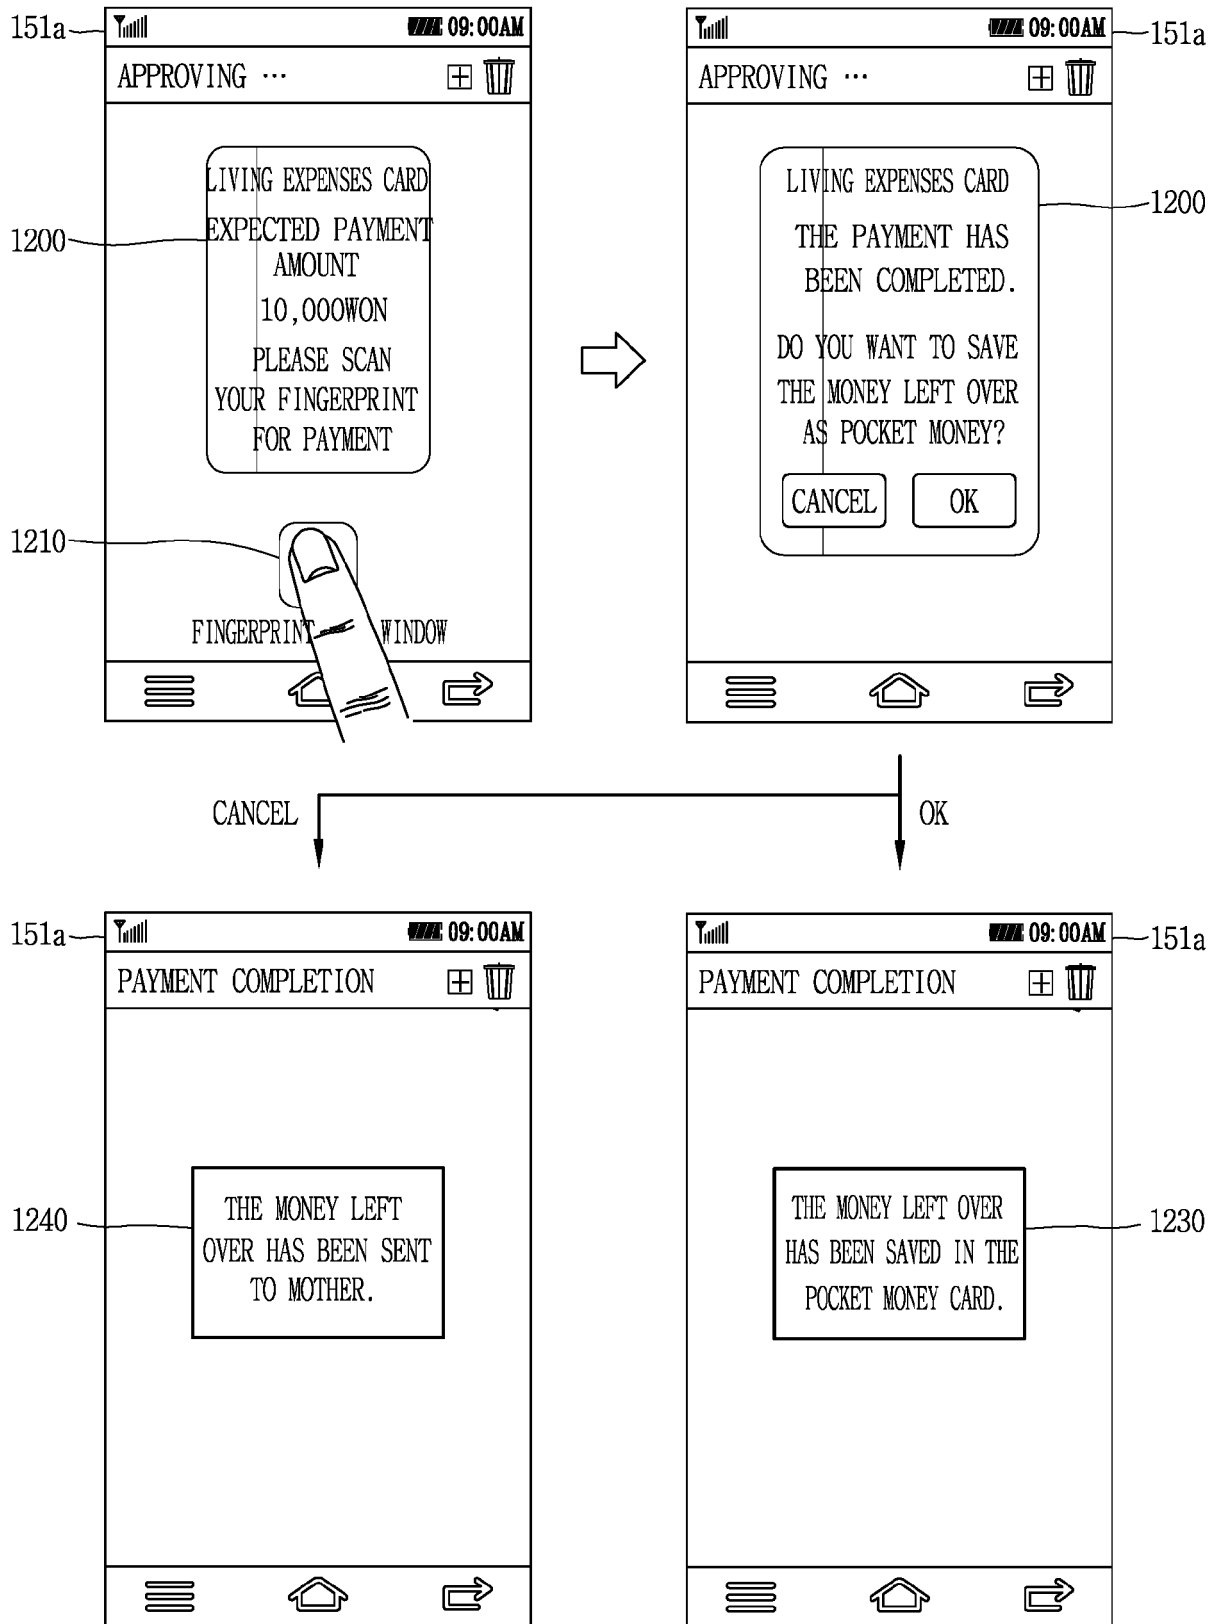 151a
09:00AM
APPROVING ...
LIVING EXPENSES CARD
1200
EXPECTED PAYMENT
AMOUNT
10,000WON
PLEASE SCAN
YOUR FINGERPRINT
FOR PAYMENT
1210
FINGERPRINT WINDOW
09:00AM
151a
APPROVING ...
LIVING EXPENSES CARD
1200
THE PAYMENT HAS
BEEN COMPLETED.
DO YOU WANT TO SAVE
THE MONEY LEFT OVER
AS POCKET MONEY?
CANCEL OK
CANCEL
OK
151a
09:00AM
PAYMENT COMPLETION
1240
THE MONEY LEFT
OVER HAS BEEN SENT
TO MOTHER.
09:00AM
151a
PAYMENT COMPLETION
THE MONEY LEFT OVER
1230
HAS BEEN SAVED IN THE
POCKET MONEY CARD.